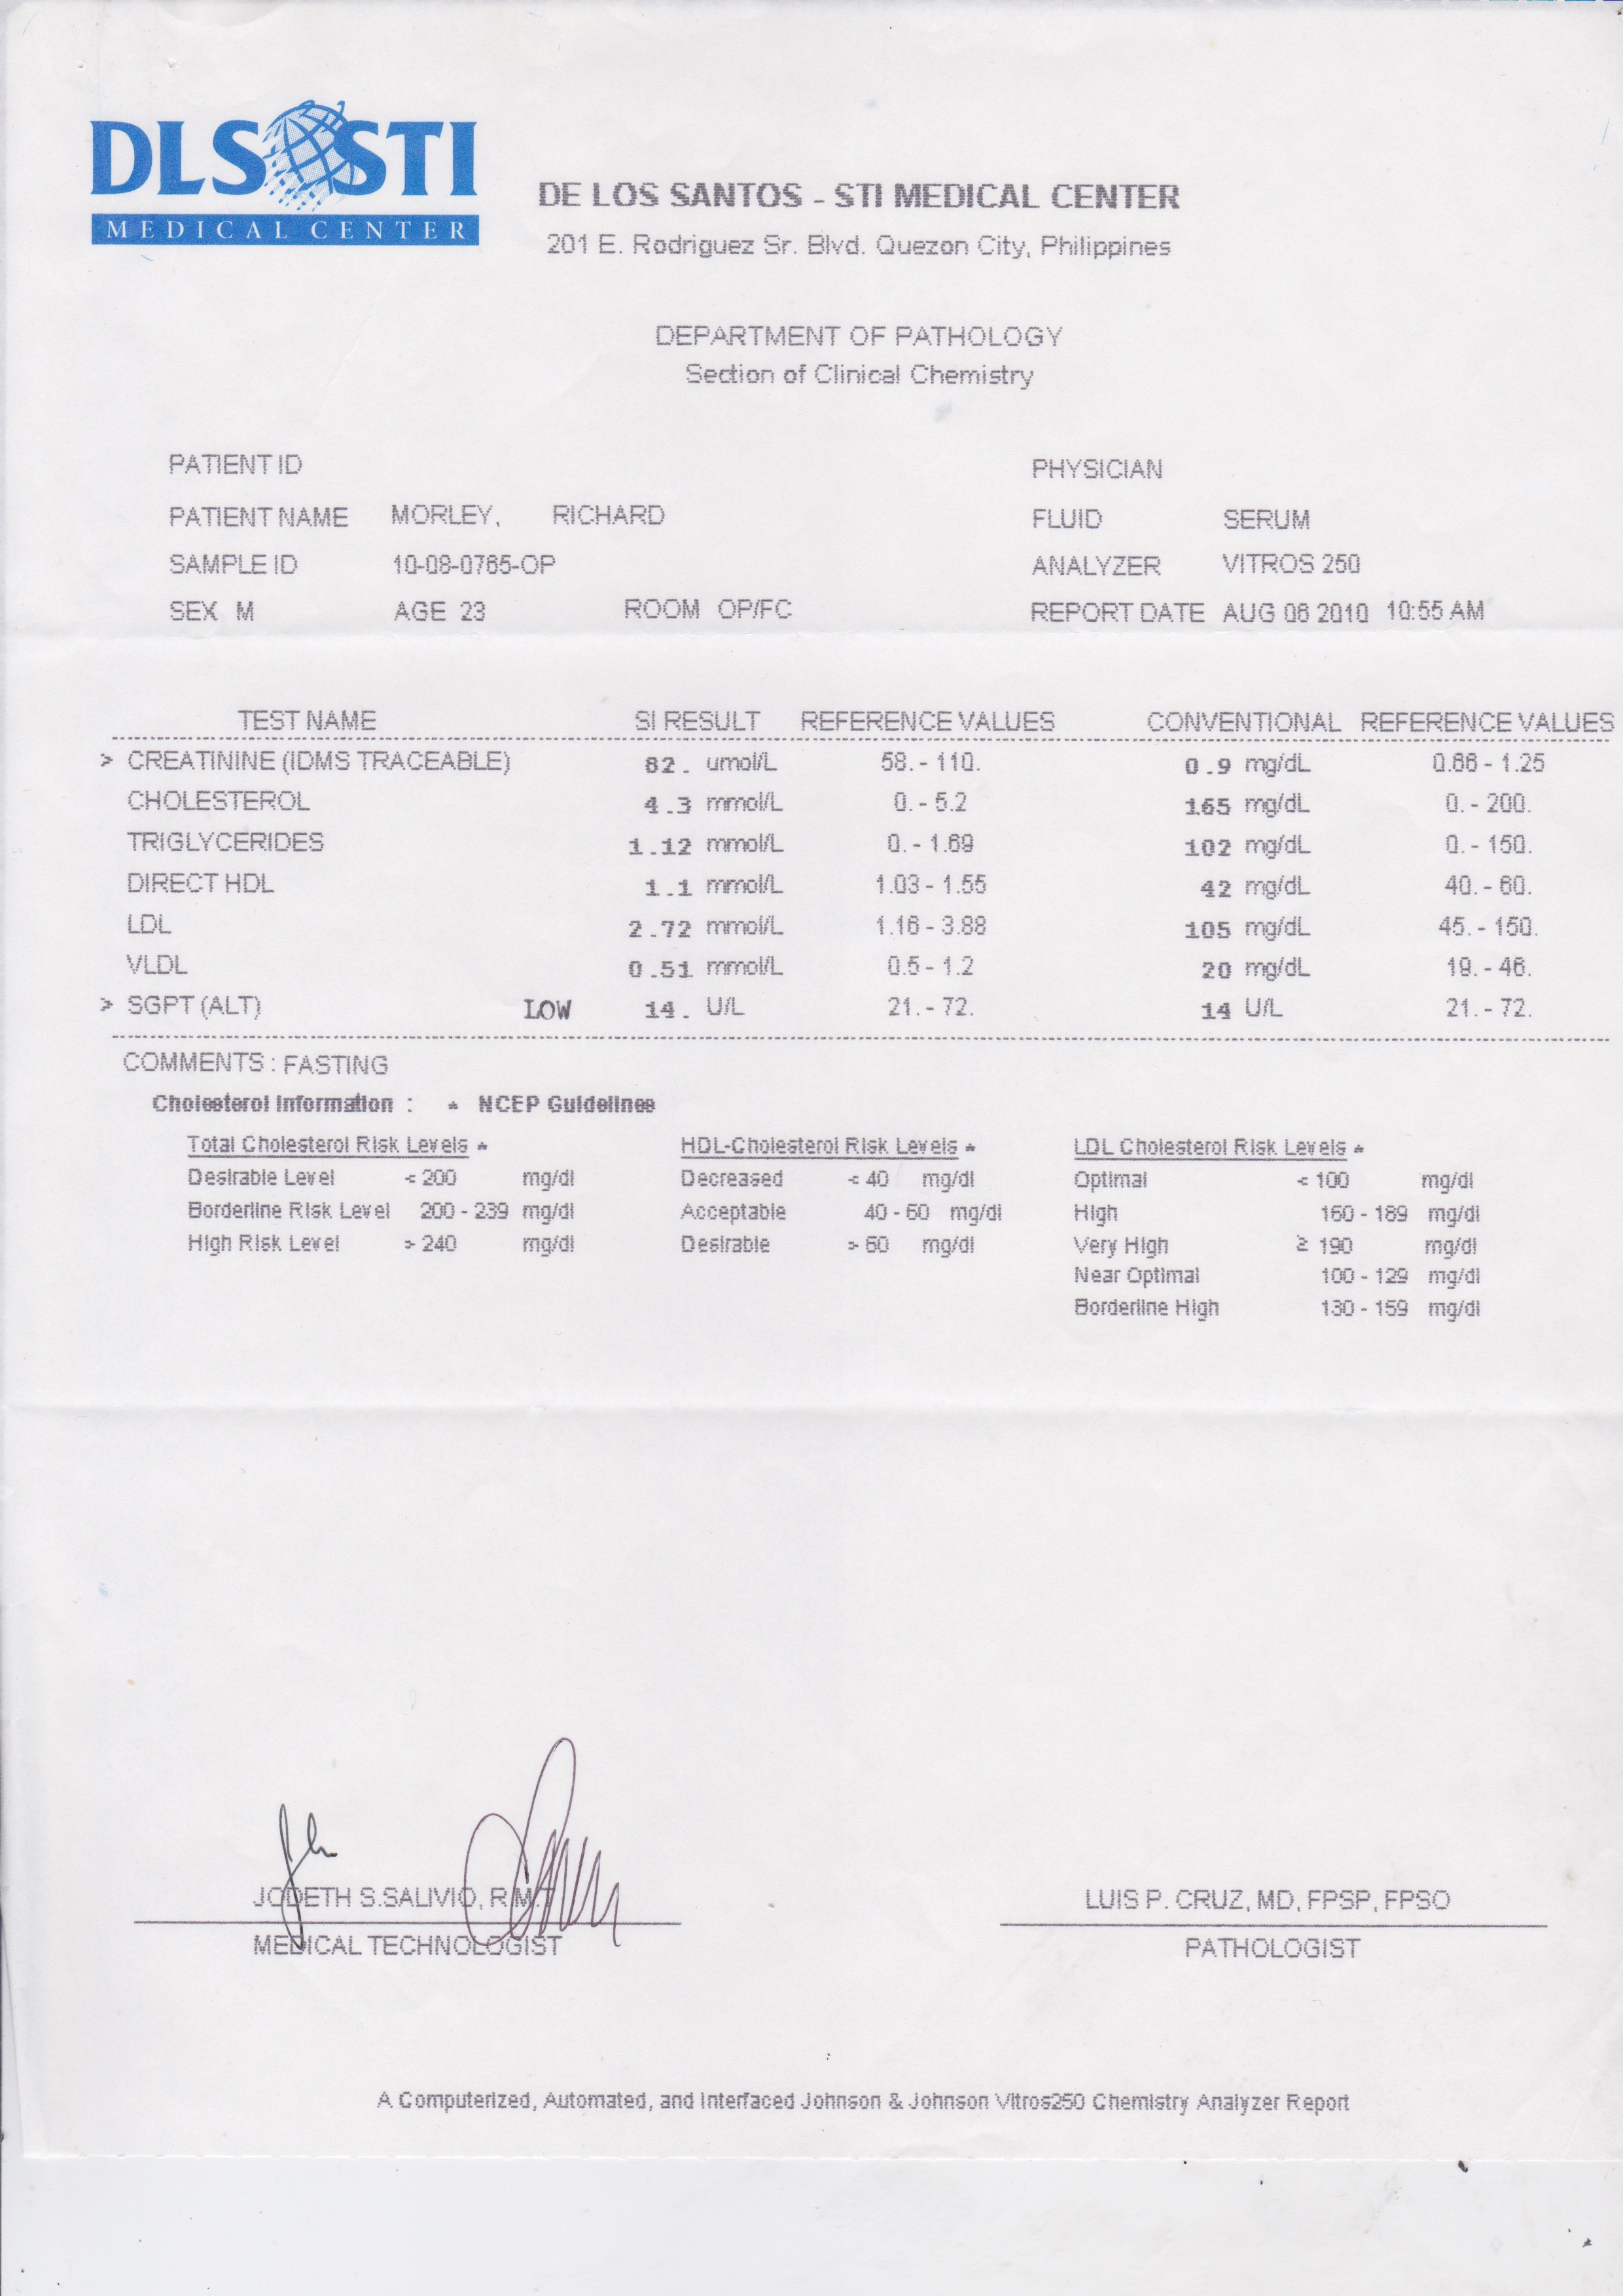 DLS STI
MEDICAL CENTER
DE LOS SANTOS - STI MEDICAL CENTER
201 E. Rodriguez Sr. Blvd. Quezon City, Philippines
DEPARTMENT OF PATHOLOGY
Section of Clinical Chemistry
PATIENT ID PHYSICIAN
PATIENT NAME MORLEY, RICHARD FLUID SERUM
SAMPLE ID 10-08-0765-OP ANALYZER VITROS 250
SEX M AGE 23 ROOM OP/FC REPORT DATE AUG 06 2010 10:55 AM
TEST NAME SI RESULT REFERENCE VALUES CONVENTIONAL REFERENCE VALUES
> CREATININE (IDMS TRACEABLE) 82. umol/L 58. - 110. 0.9 mg/dL 0.66 - 1.25
CHOLESTEROL 4.3 mmol/L 0. - 5.2 165 mg/dL 0. - 200.
TRIGLYCERIDES 1.12 mmol/L 0. - 1.69 102 mg/dL 0. - 150.
DIRECT HDL 1.1 mmol/L 1.03 - 1.55 42 mg/dL 40. - 60.
LDL 2.72 mmol/L 1.16 - 3.88 105 mg/dL 45. - 150.
VLDL 0.51 mmol/L 0.5 - 1.2 20 mg/dL 19. - 46.
> SGPT (ALT) LOW 14. U/L 21. - 72. 14 U/L 21. - 72.
COMMENTS : FASTING
Cholesterol Information : * NCEP Guidelines
Total Cholesterol Risk Levels * HDL-Cholesterol Risk Levels * LDL Cholesterol Risk Levels *
Desirable Level < 200 mg/dl Decreased < 40 mg/dl Optimal < 100 mg/dl
Borderline Risk Level 200 - 239 mg/dl Acceptable 40 - 60 mg/dl High 160 - 189 mg/dl
High Risk Level > 240 mg/dl Desirable > 60 mg/dl Very High ≥ 190 mg/dl
Near Optimal 100 - 129 mg/dl
Borderline High 130 - 159 mg/dl
JODETH S.SALIVIO, R.M.T. LUIS P. CRUZ, MD, FPSP, FPSO
MEDICAL TECHNOLOGIST PATHOLOGIST
A Computerized, Automated, and Interfaced Johnson & Johnson Vitros250 Chemistry Analyzer Report